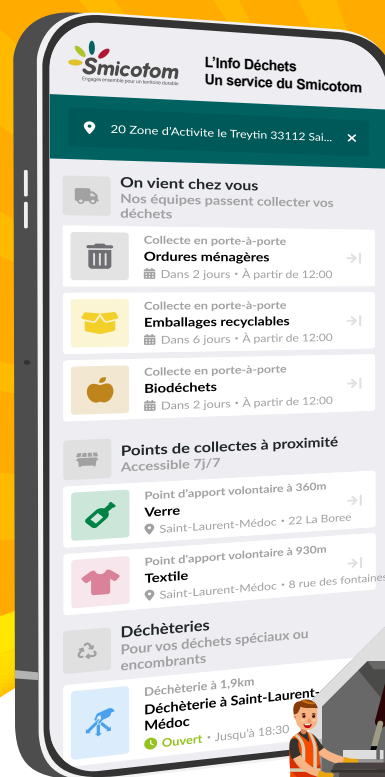 Smicotom
Engagés ensemble pour un territoire durable
L'Info Déchets
Un service du Smicotom
20 Zone d'Activite le Treytin 33112 Sai...
On vient chez vous
Nos équipes passent collecter vos
déchets
Collecte en porte-à-porte
Ordures ménagères
Dans 2 jours • À partir de 12:00
Collecte en porte-à-porte
Emballages recyclables
Dans 6 jours • À partir de 12:00
Collecte en porte-à-porte
Biodéchets
Dans 2 jours • À partir de 12:00
Points de collectes à proximité
Accessible 7j/7
Point d'apport volontaire à 360m
Verre
Saint-Laurent-Médoc • 22 La Boree
Point d'apport volontaire à 930m
Textile
Saint-Laurent-Médoc • 8 rue des fontaines
Déchèteries
Pour vos déchets spéciaux ou
encombrants
Déchèterie à 1,9km
Déchèterie à Saint-Laurent-
Médoc
Ouvert • Jusqu'à 18:30